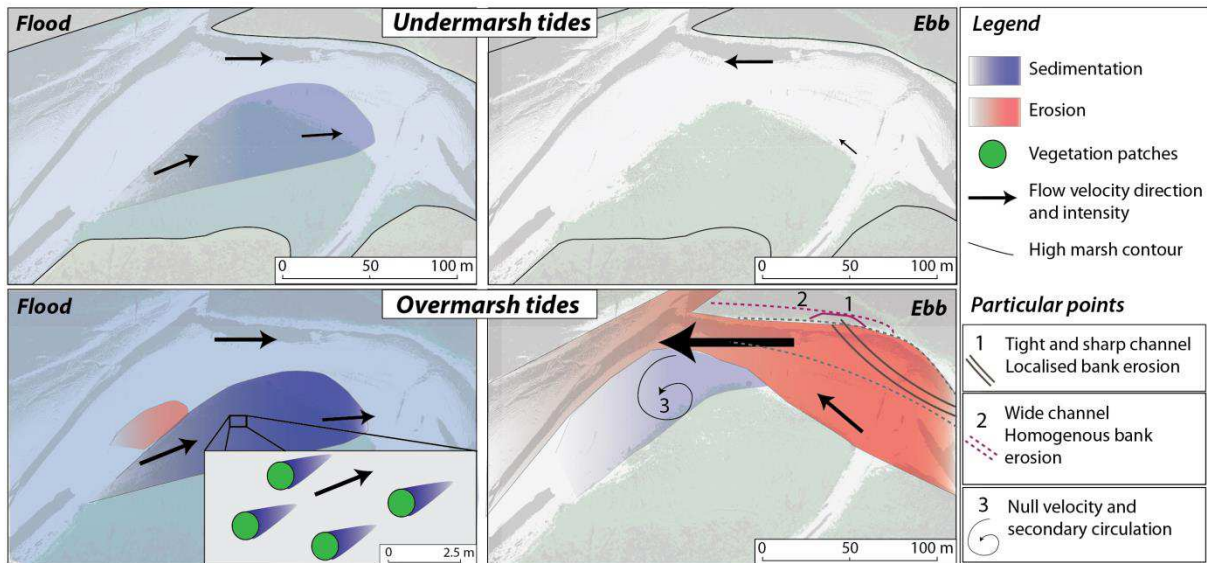 Flood
Undermarsh tides
Ebb
0 50 100 m
0 50 100 m
Flood
Overmarsh tides
Ebb
2
1
3
0 2.5 m
0 50 100 m
Legend
Sedimentation
Erosion
Vegetation patches
Flow velocity direction
and intensity
High marsh contour
Particular points
1
Tight and sharp channel
Localised bank erosion
2
Wide channel
Homogenous bank
erosion
3
Null velocity and
secondary circulation